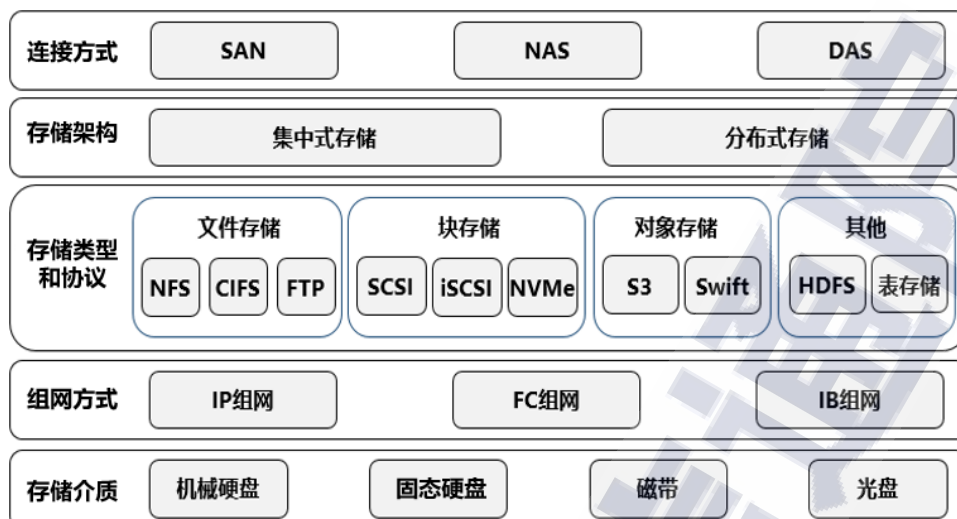 连接方式 SAN NAS DAS
存储架构 集中式存储 分布式存储
文件存储 块存储 对象存储 其他
存储类型
和协议
NFS CIFS FTP SCSI iSCSI NVMe S3 Swift HDFS 表存储
组网方式 IP组网 FC组网 IB组网
存储介质 机械硬盘 固态硬盘 磁带 光盘